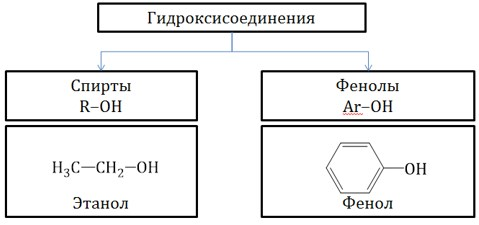 Гидроксисоединения
Спирты
R–OH
Фенолы
Ar–OH
H₃C—CH₂—OH
Этанол
OH
Фенол